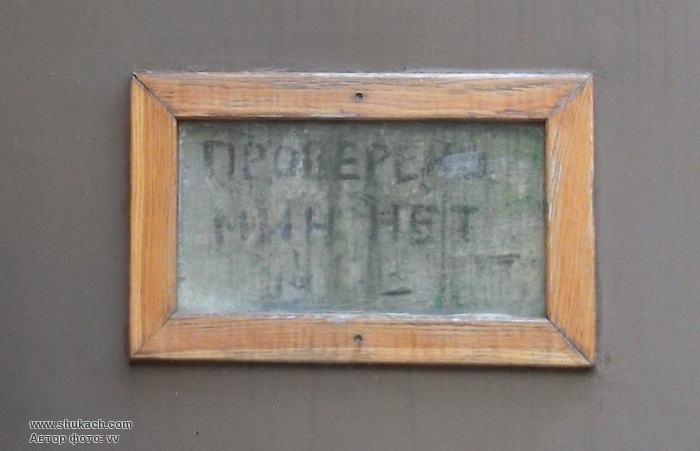 ПРОВЕРЕНО
МИН НЕТ
www.shukach.com
Автор фото: vv